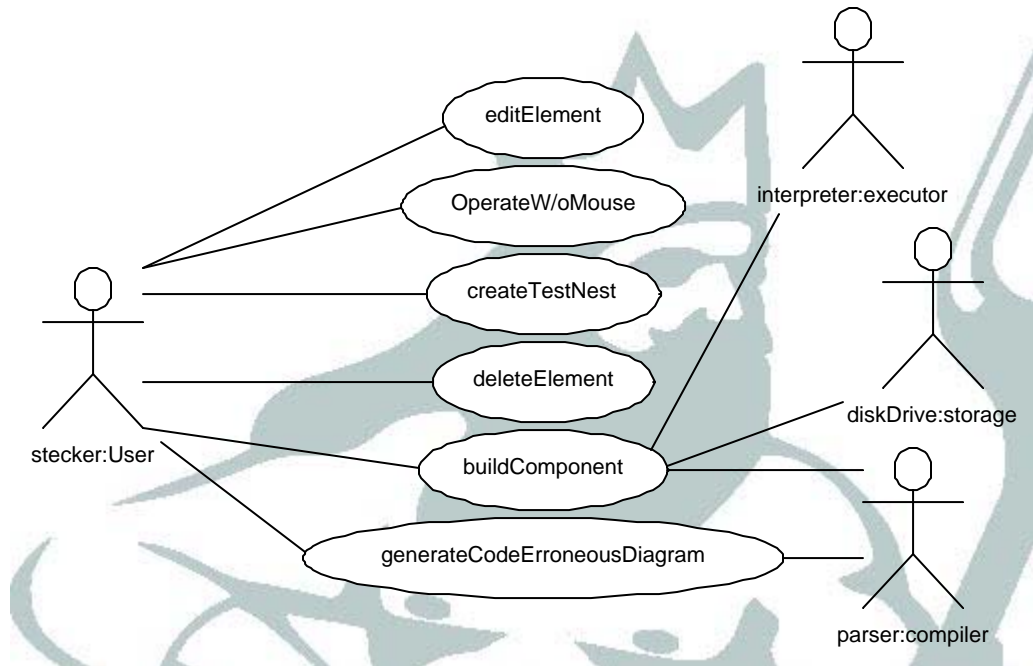 editElement
OperateW/oMouse
interpreter:executor
createTestNest
deleteElement
diskDrive:storage
stecker:User
buildComponent
generateCodeErroneousDiagram
parser:compiler